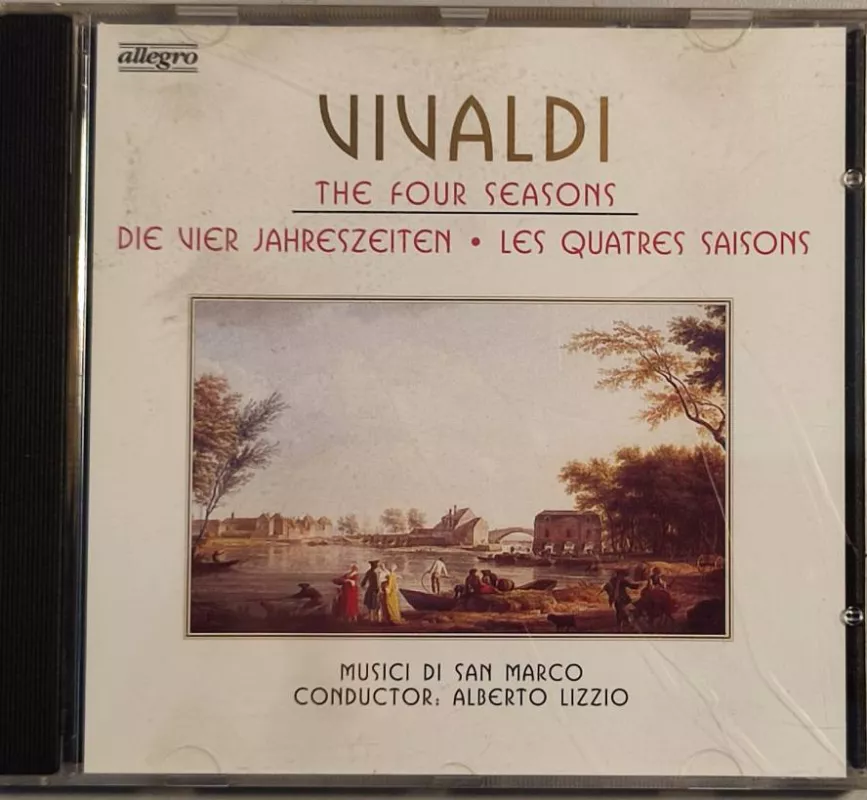 allegro
VIVALDI
THE FOUR SEASONS
DIE VIER JAHRESZEITEN • LES QUATRES SAISONS
MUSICI DI SAN MARCO
CONDUCTOR: ALBERTO LIZZIO